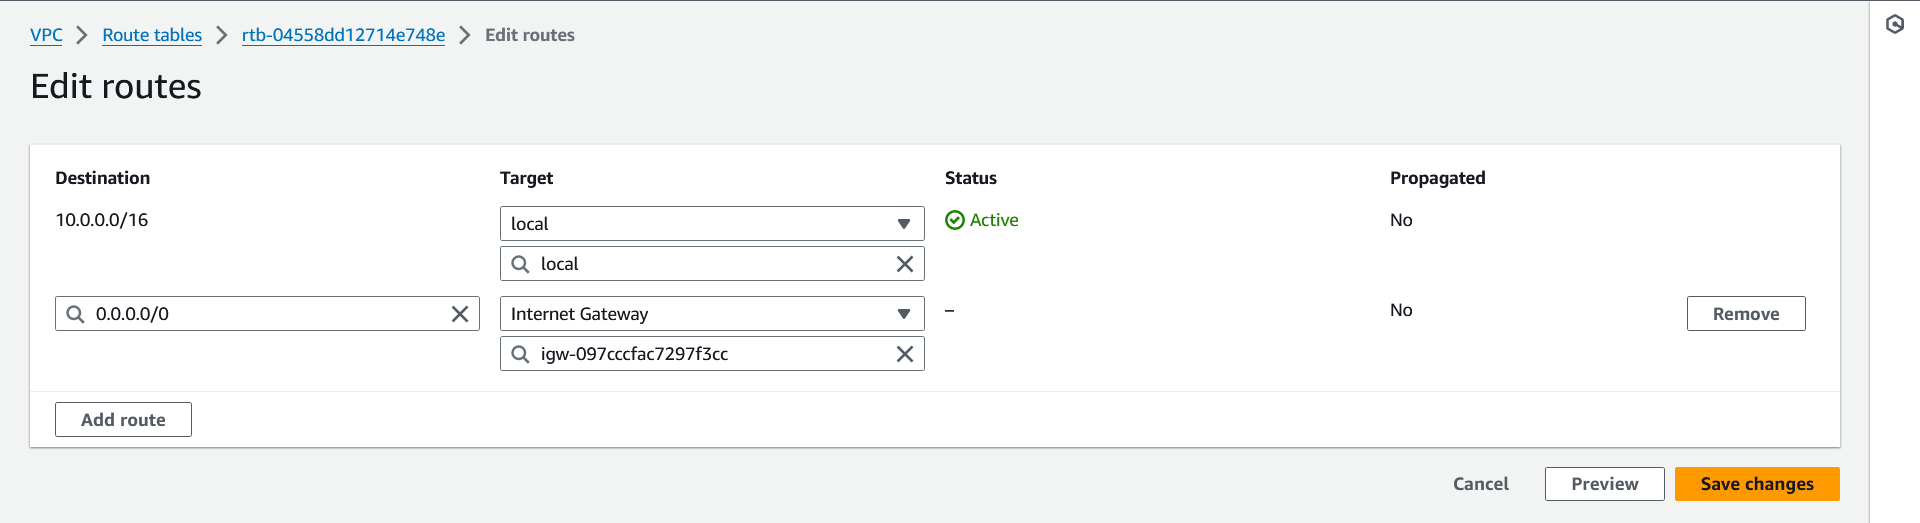 VPC > Route tables > rtb-04558dd12714e748e > Edit routes
Edit routes
Destination Target Status Propagated
10.0.0.0/16 local Active No
local
0.0.0.0/0 Internet Gateway – No Remove
igw-097cccfac7297f3cc
Add route
Cancel Preview Save changes